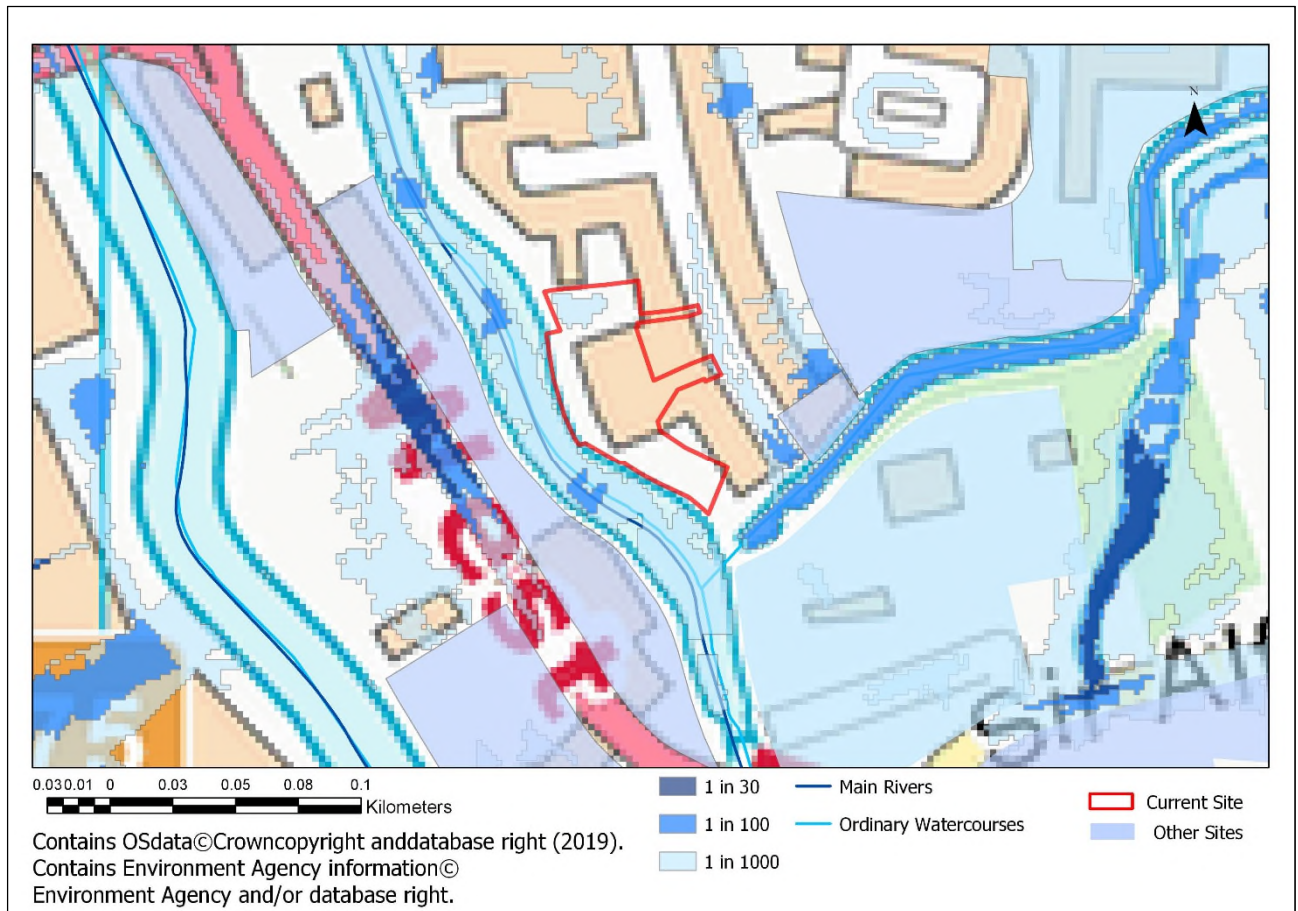 N
Sir Al
0.03 0.01 0 0.03 0.05 0.08 0.1
Kilometers
1 in 30
1 in 100
1 in 1000
Main Rivers
Ordinary Watercourses
Current Site
Other Sites
Contains OSdata©Crowncopyright anddatabase right (2019).
Contains Environment Agency information©
Environment Agency and/or database right.